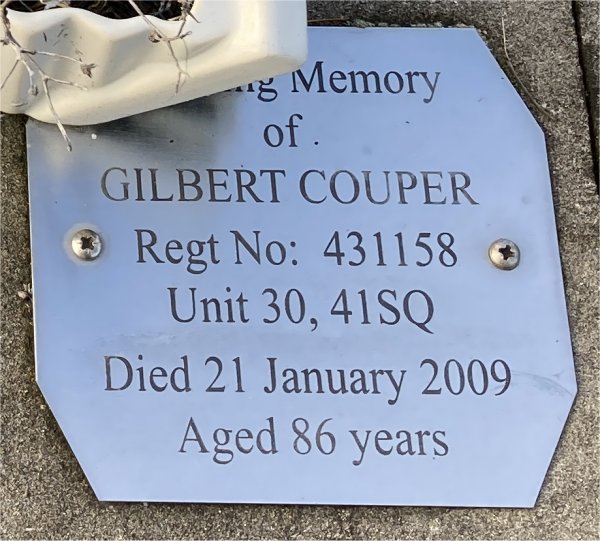 Memory
of
GILBERT COUPER
Regt No: 431158
Unit 30, 41SQ
Died 21 January 2009
Aged 86 years